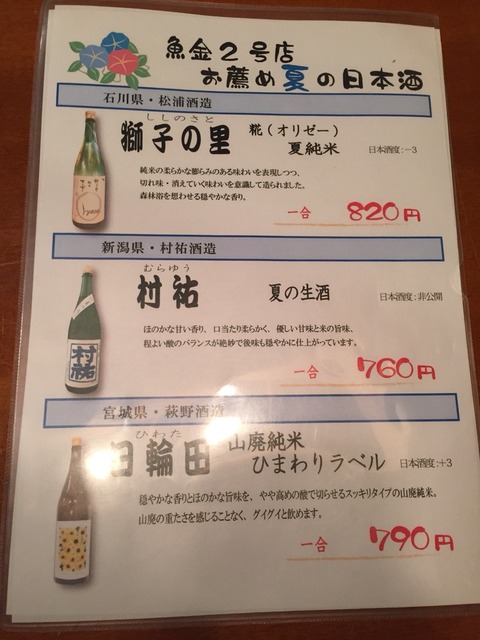 魚金2号店
お薦め夏の日本酒
石川県・松浦酒造
ししのさと
獅子の里 糀(オリゼー)
夏純米 日本酒度:-3
純米の柔らかな膨らみのある味わいを表現しつつ、
切れ味・消えていく味わいを意識して造られました。
森林浴を想わせる穏やかな香り。
一合 820円
新潟県・村祐酒造
むらゆう
村祐 夏の生酒 日本酒度:非公開
ほのかな甘い香り、口当たり柔らかく、優しい甘味と米の旨味、
程よい酸のバランスが絶妙で後味も穏やかに仕上がっています。
村祐
一合 760円
宮城県・萩野酒造
ひわた
日輪田 山廃純米
ひまわりラベル 日本酒度:+3
穏やかな香りとほのかな旨味を、やや高めの酸で切らせるスッキリタイプの山廃純米。
山廃の重たさを感じることなく、グイグイと飲めます。
一合 790円